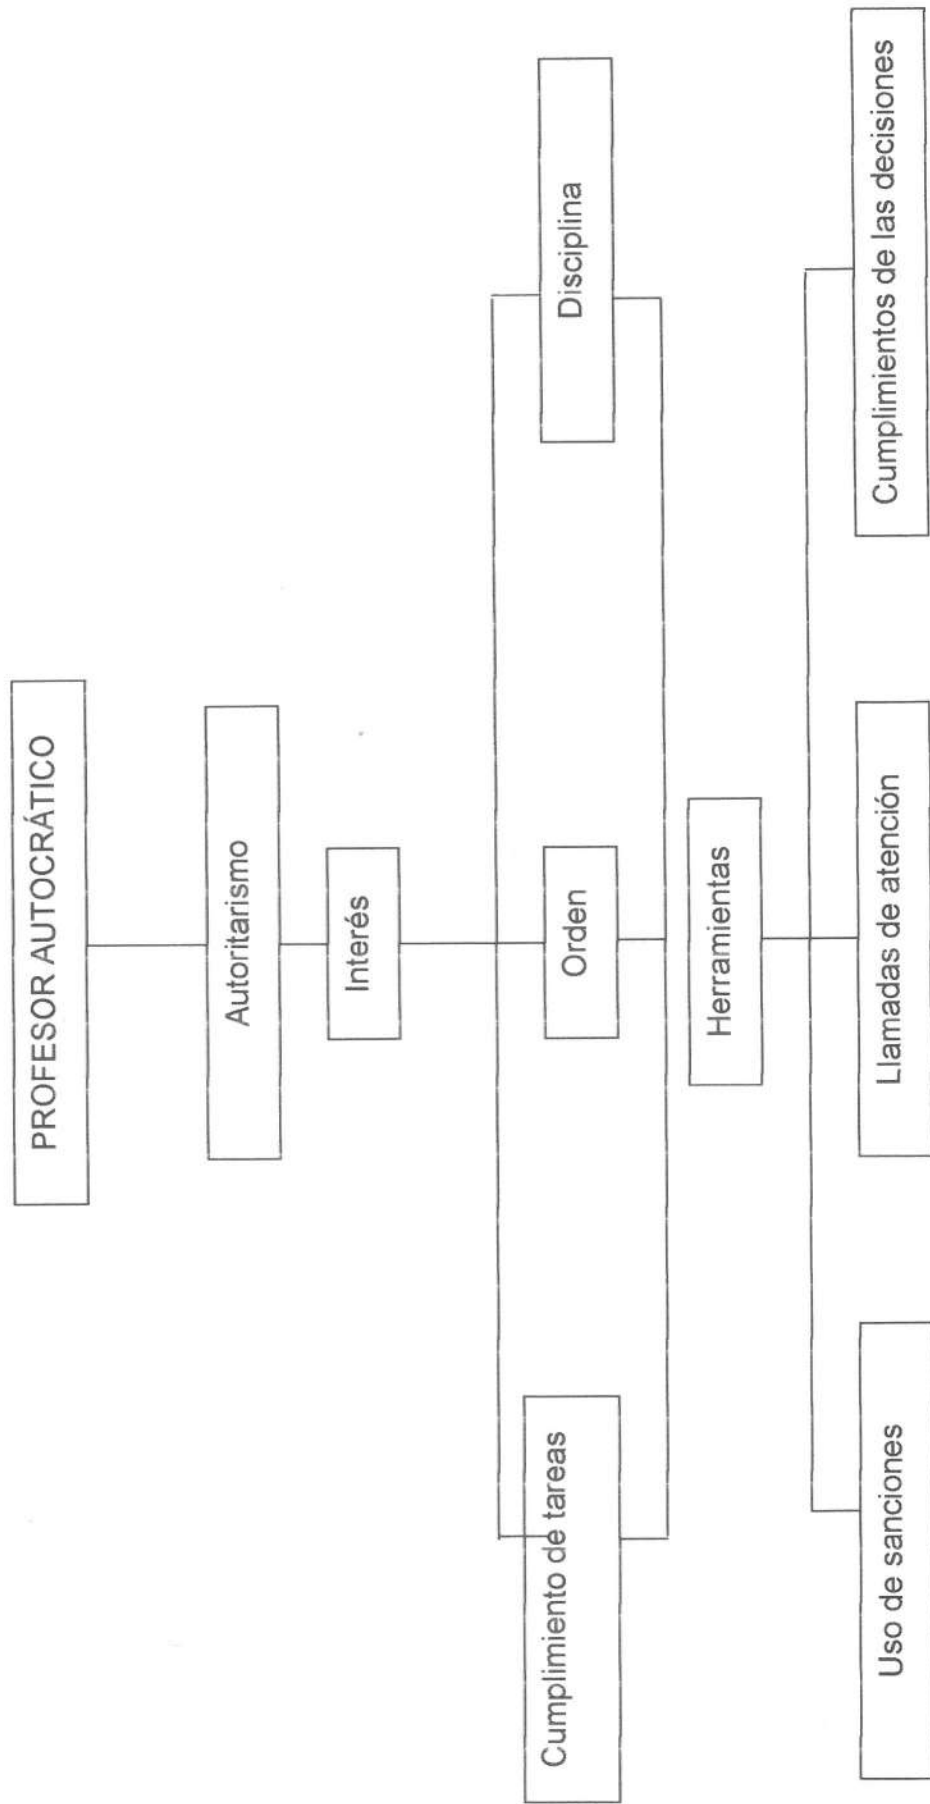 PROFESOR AUTOCRÁTICO
Autoritarismo
Interés
Cumplimiento de tareas
Orden
Disciplina
Herramientas
Uso de sanciones
Llamadas de atención
Cumplimientos de las decisiones